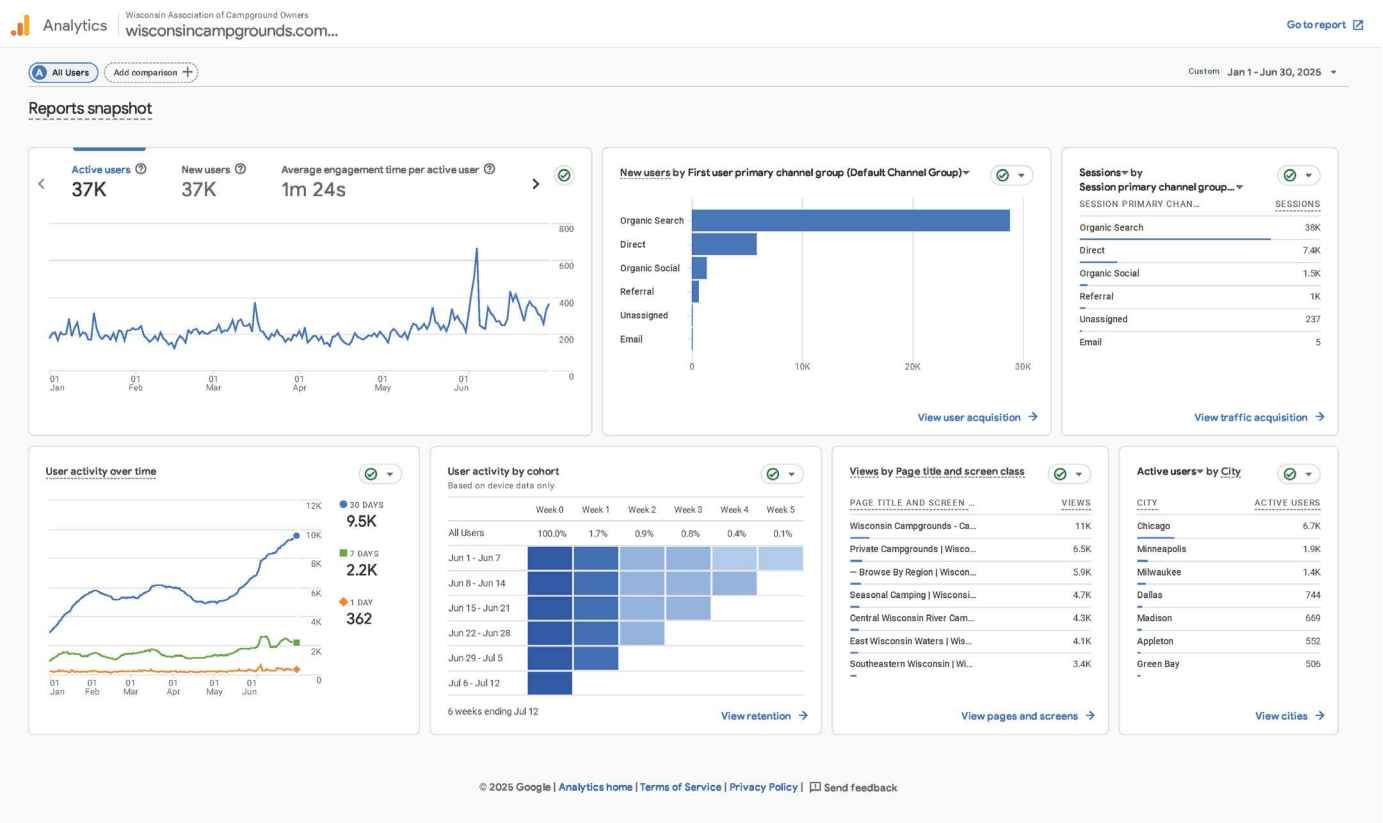 Analytics
Wisconsin Association of Campground Owners
wisconsincampgrounds.com...
Go to report
A All Users
Add comparison
Custom Jan 1 - Jun 30, 2025
Reports snapshot
Active users
37K
New users
37K
Average engagement time per active user
1m 24s
800
600
400
200
0
01 Jan
01 Feb
01 Mar
01 Apr
01 May
01 Jun
New users by First user primary channel group (Default Channel Group)
Organic Search
Direct
Organic Social
Referral
Unassigned
Email
0 10K 20K 30K
View user acquisition
Sessions by
Session primary channel group...
SESSION PRIMARY CHAN... SESSIONS
Organic Search 38K
Direct 7.4K
Organic Social 1.5K
Referral 1K
Unassigned 237
Email 5
View traffic acquisition
User activity over time
12K
10K
8K
6K
4K
2K
0
01 Jan
01 Feb
01 Mar
01 Apr
01 May
01 Jun
30 DAYS
9.5K
7 DAYS
2.2K
1 DAY
362
User activity by cohort
Based on device data only
Week 0 Week 1 Week 2 Week 3 Week 4 Week 5
All Users 100.0% 1.7% 0.9% 0.8% 0.4% 0.1%
Jun 1 - Jun 7
Jun 8 - Jun 14
Jun 15 - Jun 21
Jun 22 - Jun 28
Jun 29 - Jul 5
Jul 6 - Jul 12
6 weeks ending Jul 12
View retention
Views by Page title and screen class
PAGE TITLE AND SCREEN ... VIEWS
Wisconsin Campgrounds - Ca... 11K
Private Campgrounds | Wisco... 6.5K
— Browse By Region | Wiscon... 5.9K
Seasonal Camping | Wisconsi... 4.7K
Central Wisconsin River Cam... 4.3K
East Wisconsin Waters | Wis... 4.1K
Southeastern Wisconsin | Wi... 3.4K
View pages and screens
Active users by City
CITY ACTIVE USERS
Chicago 6.7K
Minneapolis 1.9K
Milwaukee 1.4K
Dallas 744
Madison 669
Appleton 552
Green Bay 506
View cities
© 2025 Google | Analytics home | Terms of Service | Privacy Policy | Send feedback